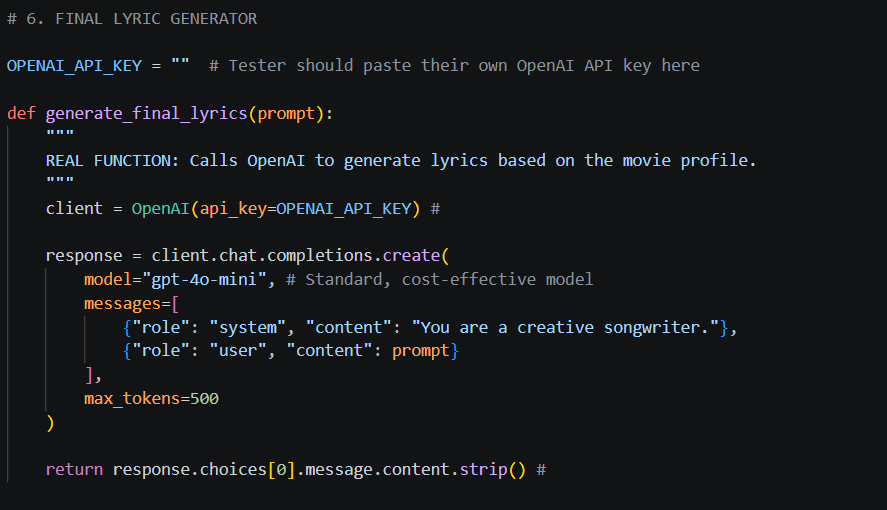 # 6. FINAL LYRIC GENERATOR
OPENAI_API_KEY = ""  # Tester should paste their own OpenAI API key here
def generate_final_lyrics(prompt):
    """
    REAL FUNCTION: Calls OpenAI to generate lyrics based on the movie profile.
    """
    client = OpenAI(api_key=OPENAI_API_KEY) #
    response = client.chat.completions.create(
        model="gpt-4o-mini", # Standard, cost-effective model
        messages=[
            {"role": "system", "content": "You are a creative songwriter."},
            {"role": "user", "content": prompt}
        ],
        max_tokens=500
    )
    return response.choices[0].message.content.strip() #